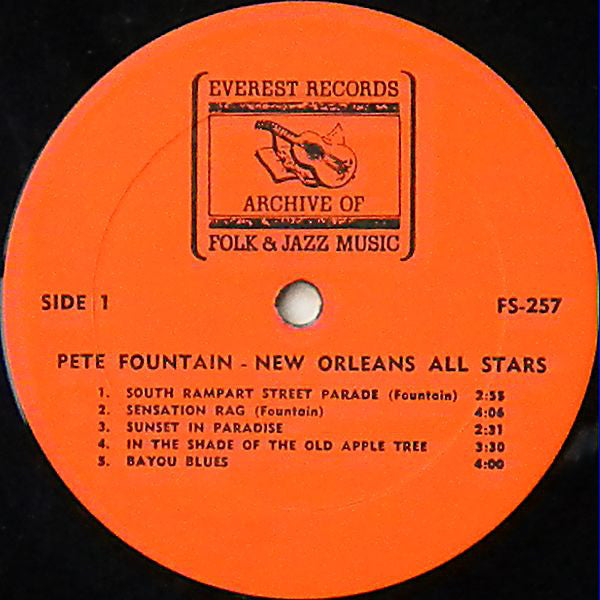 EVEREST RECORDS
ARCHIVE OF
FOLK & JAZZ MUSIC
SIDE 1 FS-257
PETE FOUNTAIN - NEW ORLEANS ALL STARS
1. SOUTH RAMPART STREET PARADE (Fountain) 2:55
2. SENSATION RAG (Fountain) 4:06
3. SUNSET IN PARADISE 2:31
4. IN THE SHADE OF THE OLD APPLE TREE 3:30
5. BAYOU BLUES 4:00